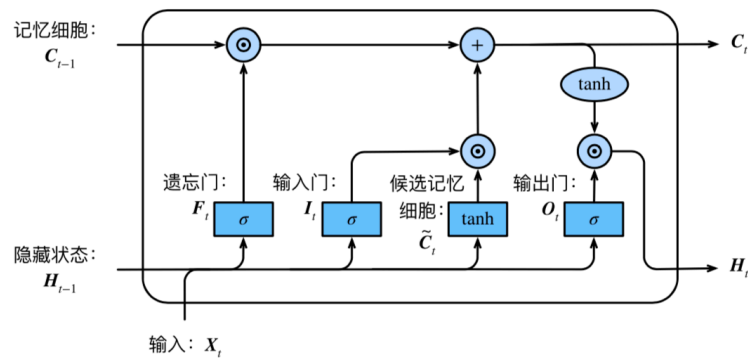 记忆细胞：
C_{t-1}
⊙
+
C_t
tanh
⊙
⊙
遗忘门：
F_t
σ
输入门：
I_t
σ
候选记忆
细胞：
C̃_t
tanh
输出门：
O_t
σ
隐藏状态：
H_{t-1}
H_t
输入：X_t